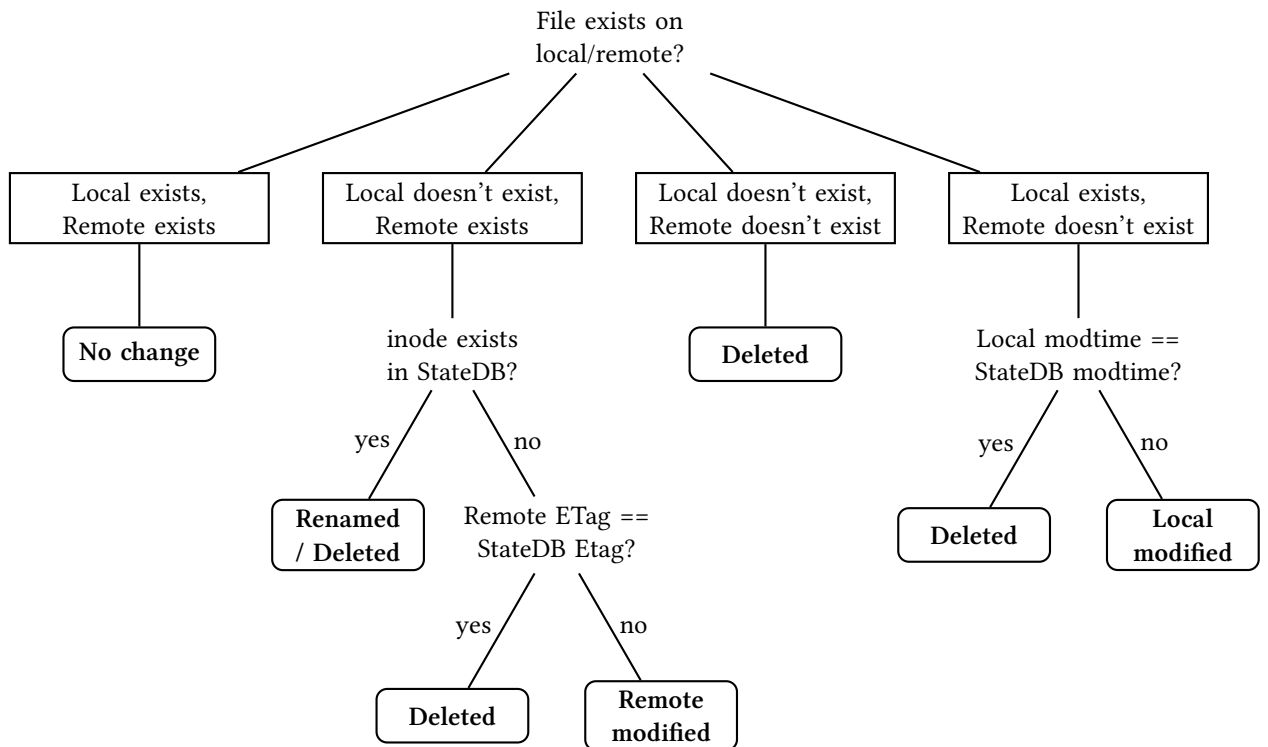 File exists on
local/remote?
Local exists,
Remote exists
Local doesn't exist,
Remote exists
Local doesn't exist,
Remote doesn't exist
Local exists,
Remote doesn't exist
No change
inode exists
in StateDB?
Deleted
Local modtime ==
StateDB modtime?
yes
no
yes
no
Renamed
/ Deleted
Remote ETag ==
StateDB Etag?
Deleted
Local
modified
yes
no
Deleted
Remote
modified